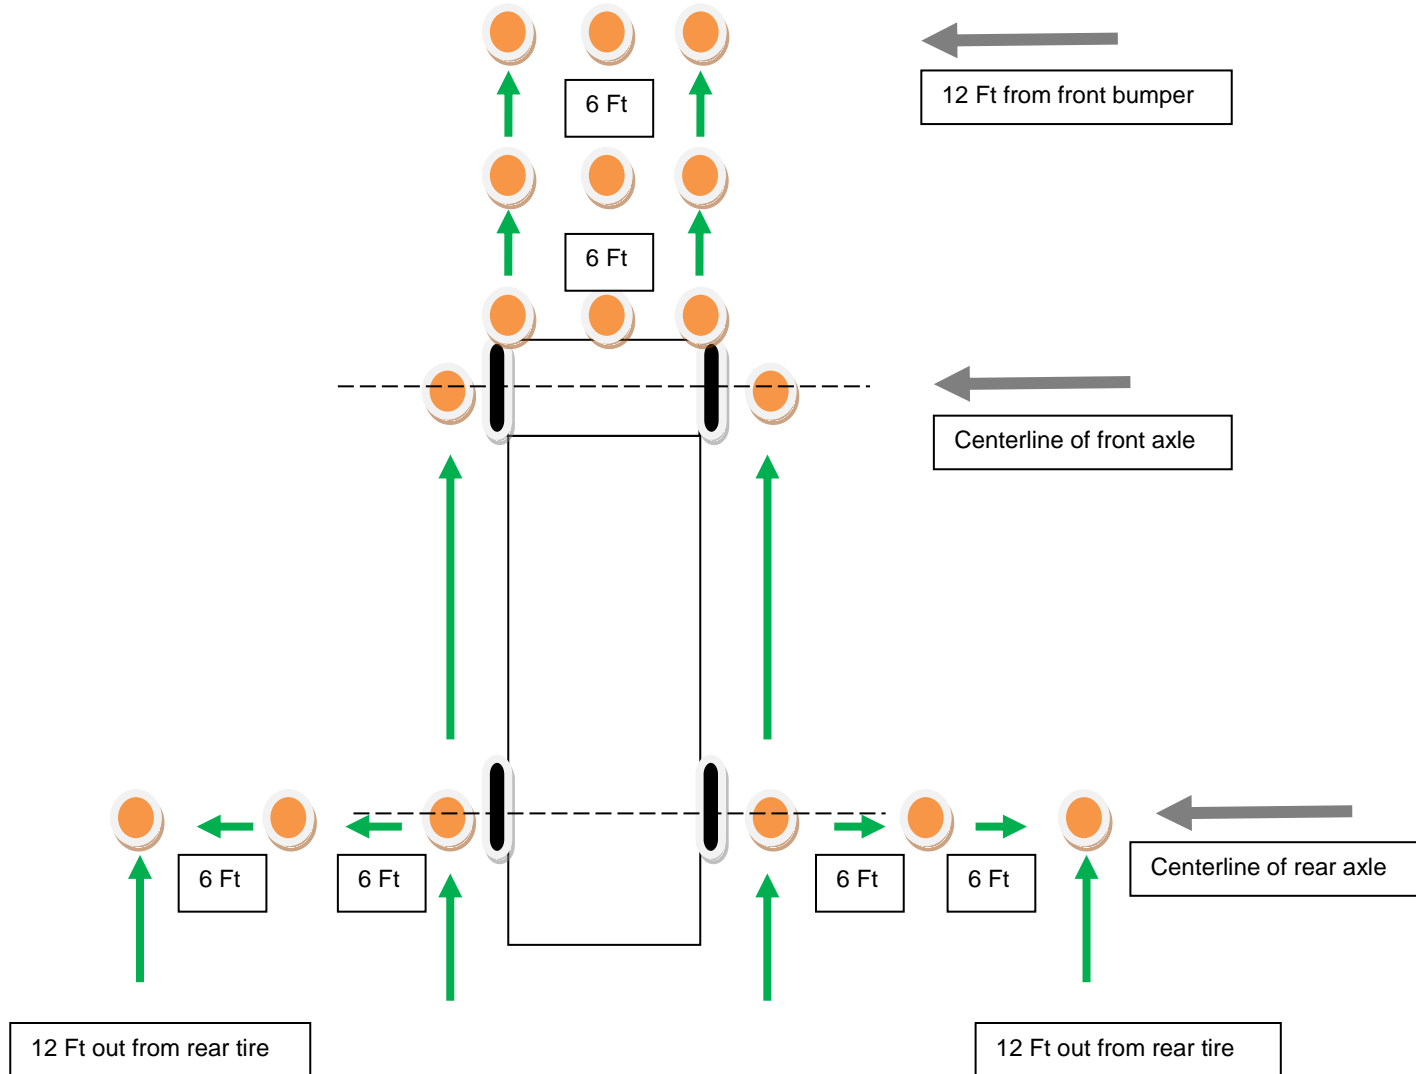 6 Ft
12 Ft from front bumper
6 Ft
Centerline of front axle
6 Ft
6 Ft
6 Ft
6 Ft
Centerline of rear axle
12 Ft out from rear tire
12 Ft out from rear tire